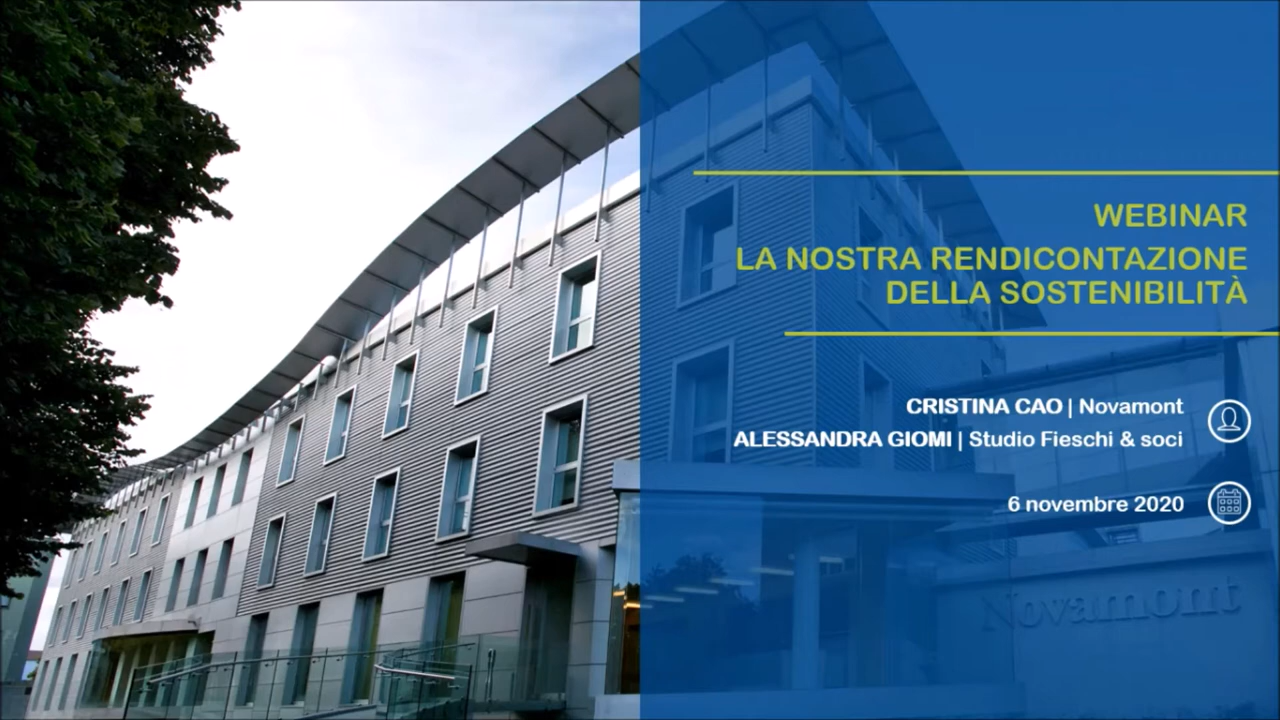 WEBINAR
LA NOSTRA RENDICONTAZIONE
DELLA SOSTENIBILITÀ
CRISTINA CAO | Novamont
ALESSANDRA GIOMI | Studio Fieschi & soci
6 novembre 2020
Novamont